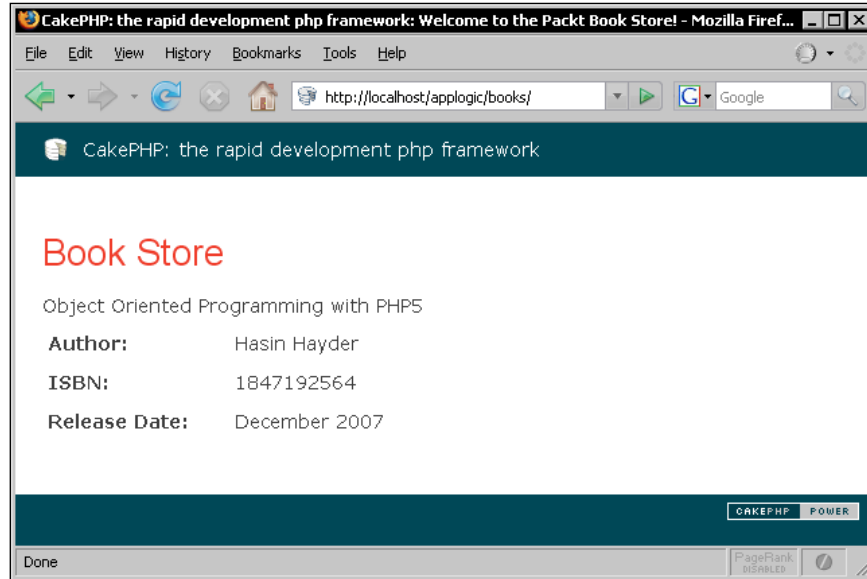 CakePHP: the rapid development php framework: Welcome to the Packt Book Store! - Mozilla Firef...
File Edit View History Bookmarks Tools Help
http://localhost/applogic/books/ G Google
CakePHP: the rapid development php framework
Book Store
Object Oriented Programming with PHP5
Author: Hasin Hayder
ISBN: 1847192564
Release Date: December 2007
CAKEPHP POWER
Done PageRank DISABLED